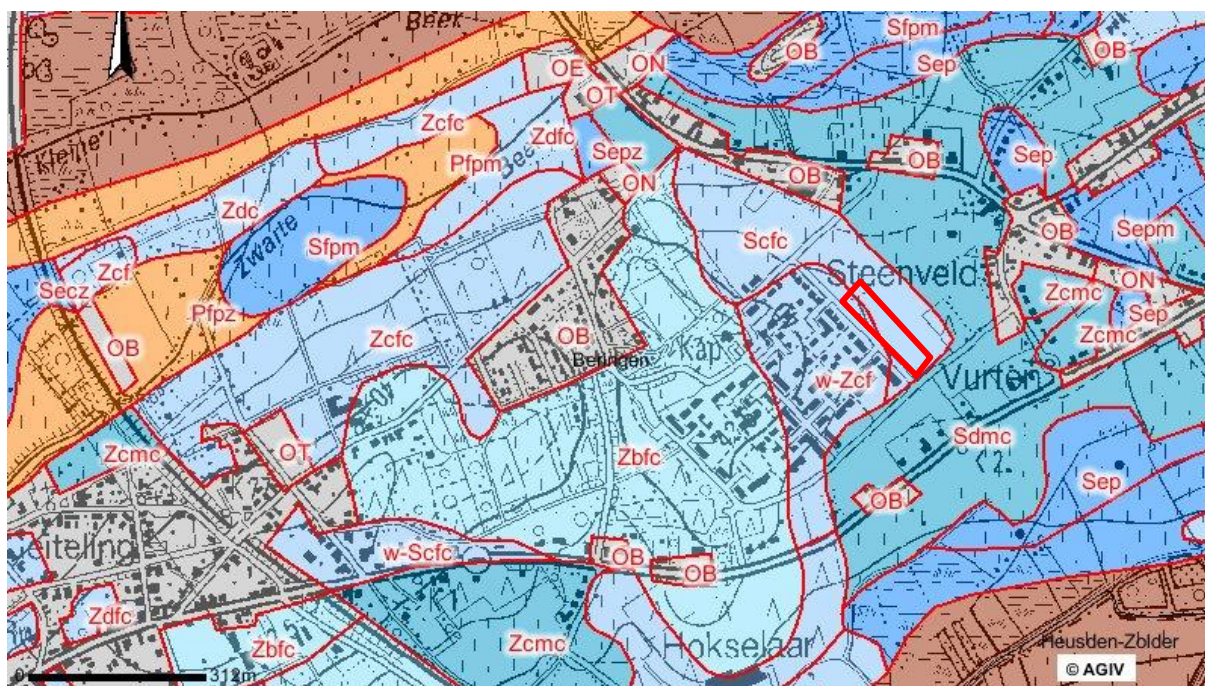 Beek
Sfpm
OB
OB
ON
Sep
OE
OT
Kleine
Zcfc
Zdfc
Beek
Pfpm
Sepz
OB
Sep
ON
OB
OB
Sepm
Zdc
Zwarte
Sfpm
Scfc
Steenveld
ON
Zcf
Secz
Zcmc
Sep
Pfpz
Zcmc
Zcfc
OB
Beringen
Kap
OB
w-Zcf
Vurten
Zcmc
OT
Zbfc
Sdmc
Sep
OB
w-Scfc
OB
OB
Zdfc
Zbfc
Zcmc
Hokselaar
Heusden-Zolder
0
312m
© AGIV